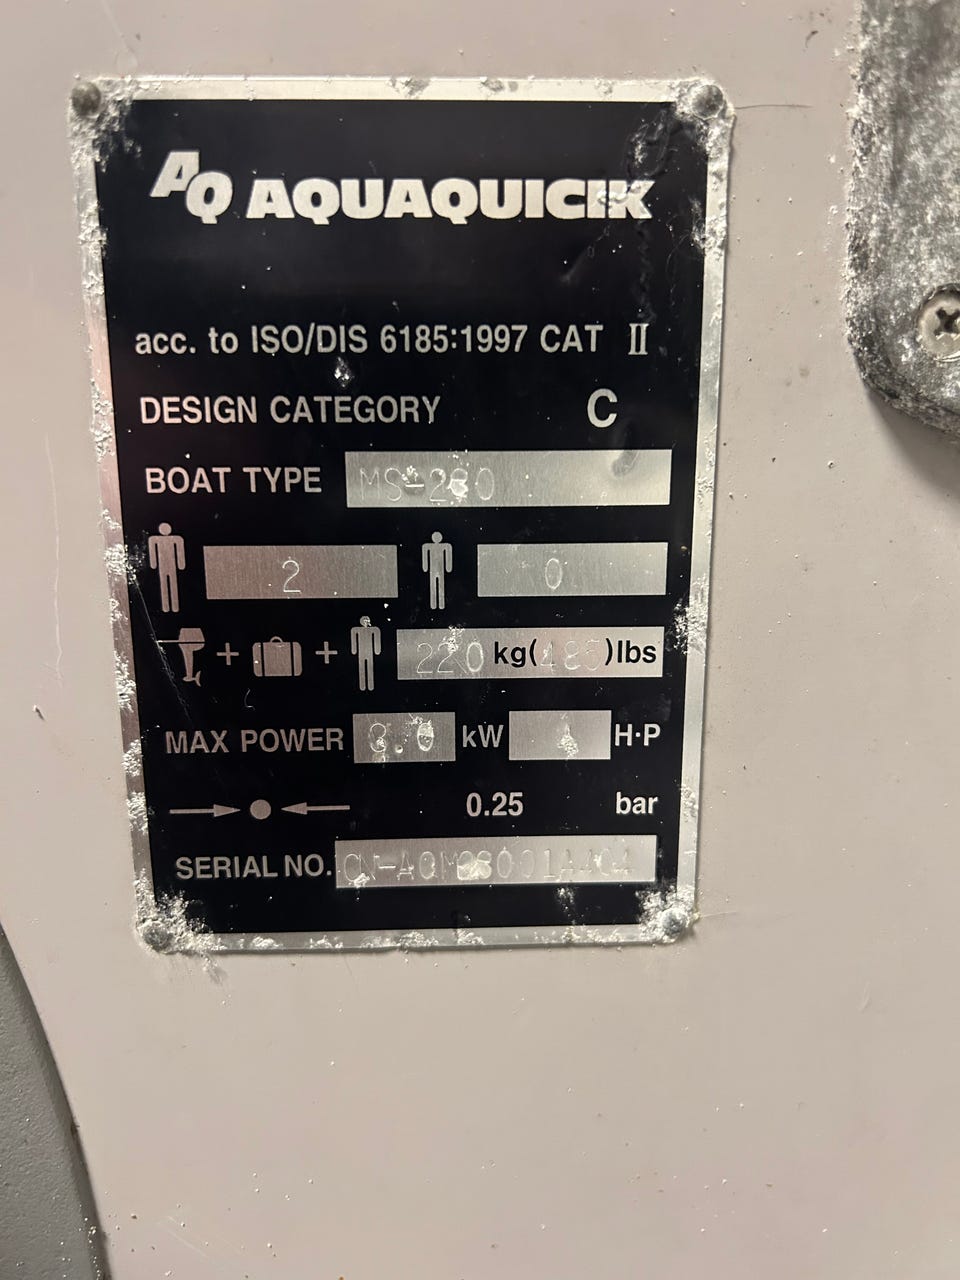 AQ AQUAQUICK
acc. to ISO/DIS 6185:1997 CAT II
DESIGN CATEGORY C
BOAT TYPE
2 0
+ + 220 kg( )lbs
MAX POWER kW H·P
0.25 bar
SERIAL NO.